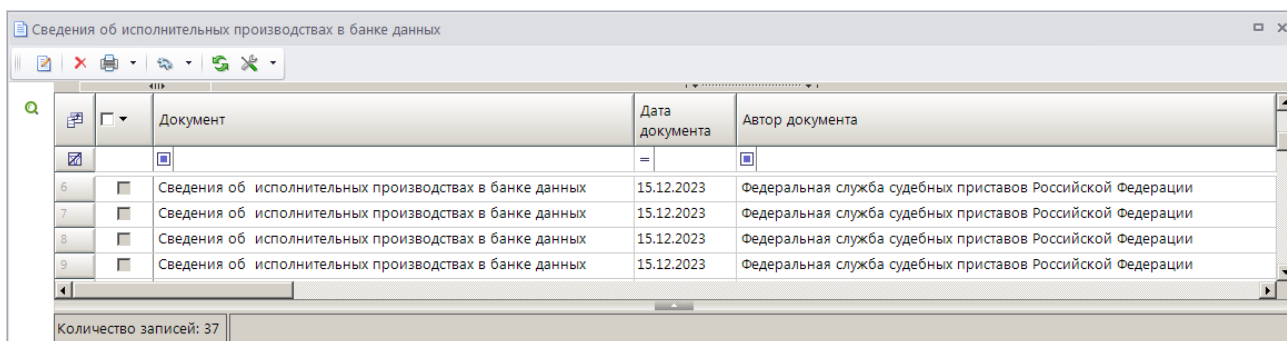 Сведения об исполнительных производствах в банке данных
Документ Дата документа Автор документа
=
6 Сведения об исполнительных производствах в банке данных 15.12.2023 Федеральная служба судебных приставов Российской Федерации
7 Сведения об исполнительных производствах в банке данных 15.12.2023 Федеральная служба судебных приставов Российской Федерации
8 Сведения об исполнительных производствах в банке данных 15.12.2023 Федеральная служба судебных приставов Российской Федерации
9 Сведения об исполнительных производствах в банке данных 15.12.2023 Федеральная служба судебных приставов Российской Федерации
Количество записей: 37